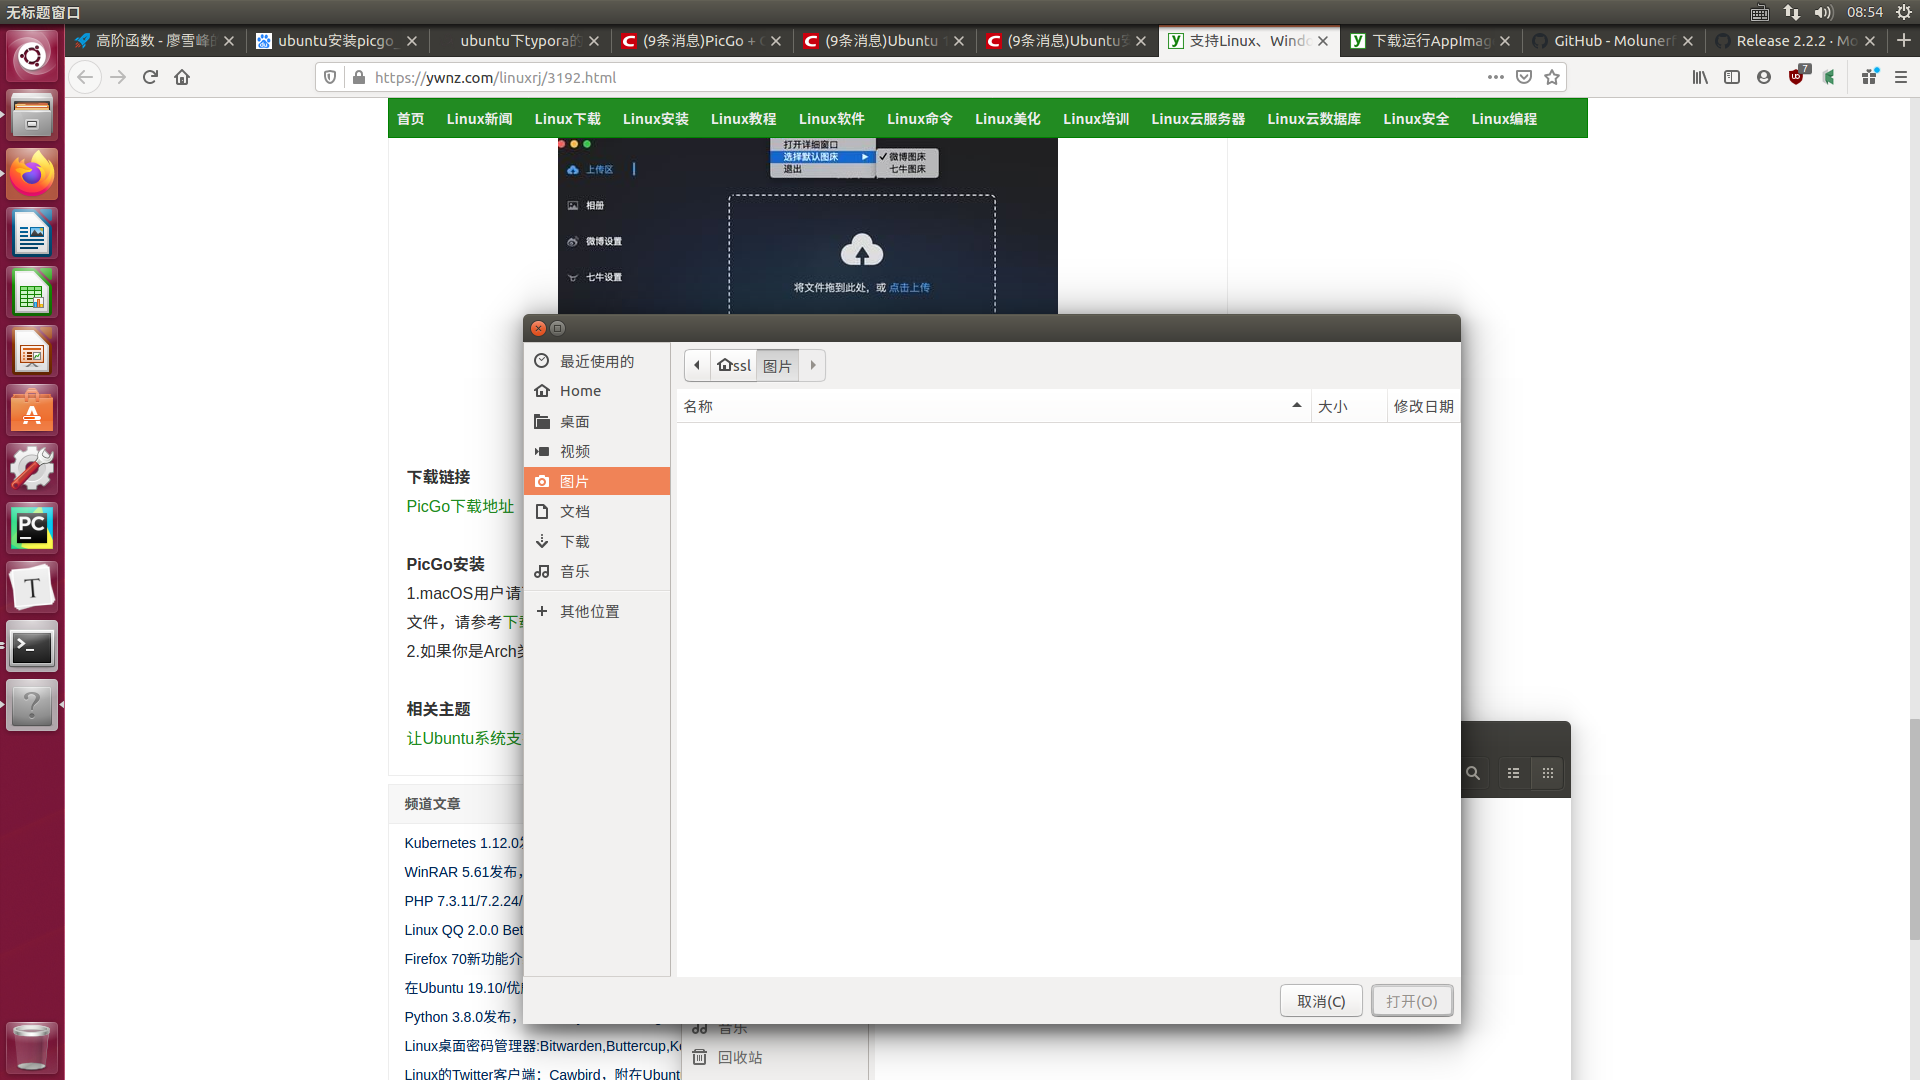 无标题窗口
08:54
高阶函数 - 廖雪峰的
ubuntu安装picgo_
ubuntu下typora的
(9条消息)PicGo +
(9条消息)Ubuntu
(9条消息)Ubuntu安
支持Linux、Windo
下载运行AppImag
GitHub - Molunerf
Release 2.2.2 · Mo
https://ywnz.com/linuxrj/3192.html
7
首页 Linux新闻 Linux下载 Linux安装 Linux教程 Linux软件 Linux命令 Linux美化 Linux培训 Linux云服务器 Linux云数据库 Linux安全 Linux编程
打开详细窗口
选择默认图床
微博图床
退出
七牛图床
上传区
相册
微博设置
七牛设置
将文件拖到此处，或 点击上传
最近使用的
Home
桌面
视频
图片
文档
下载
音乐
其他位置
ssl 图片
名称 大小 修改日期
取消(C) 打开(O)
下载链接
PicGo下载地址
PicGo安装
1.macOS用户请
文件，请参考下
2.如果你是Arch
相关主题
让Ubuntu系统支
频道文章
Kubernetes 1.12.0
WinRAR 5.61发布，
PHP 7.3.11/7.2.24/
Linux QQ 2.0.0 Bet
Firefox 70新功能介
在Ubuntu 19.10/优
Python 3.8.0发布，
Linux桌面密码管理器:Bitwarden,Buttercup,Ke
Linux的Twitter客户端：Cawbird，附在Ubunt
音乐
回收站
PC
T